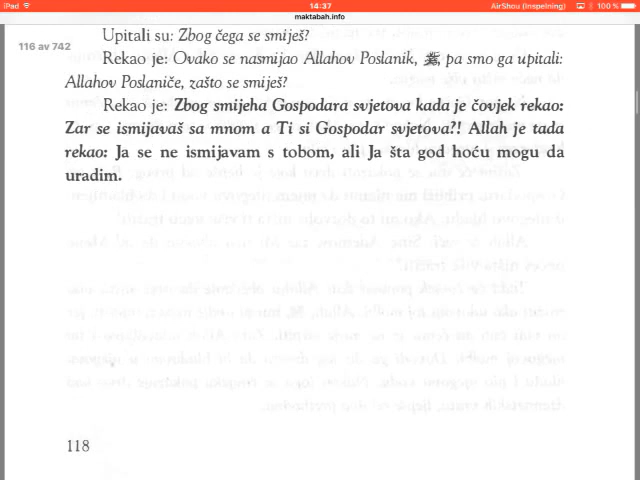 iPad
14:37
AirShou (Inspelning)
100 %
maktabah.info
116 av 742
Upitali su: Zbog čega se smiješ?
Rekao je: Ovako se nasmijao Allahov Poslanik, ﷺ, pa smo ga upitali:
Allahov Poslaniče, zašto se smiješ?
Rekao je: Zbog smijeha Gospodara svjetova kada je čovjek rekao:
Zar se ismijavaš sa mnom a Ti si Gospodar svjetova?! Allah je tada
rekao: Ja se ne ismijavam s tobom, ali Ja šta god hoću mogu da
uradim.
118